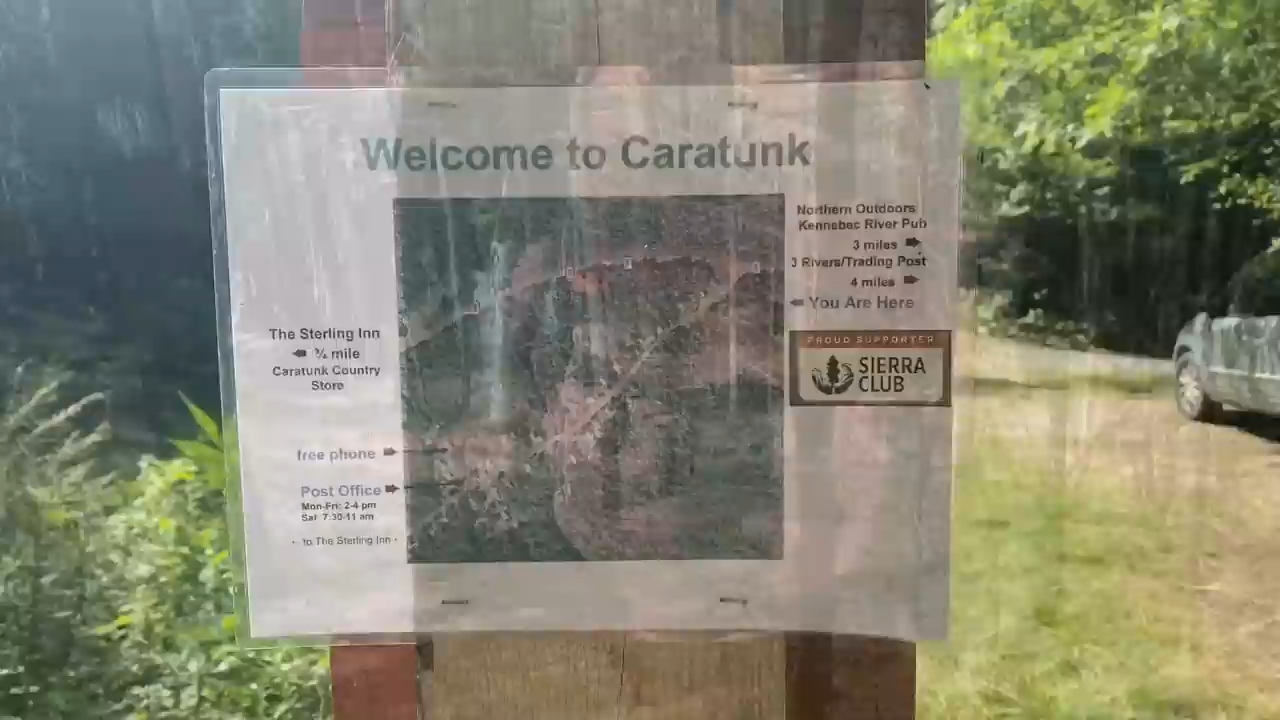 Welcome to Caratunk
Northern Outdoors
Kennebec River Pub
3 miles
3 Rivers/Trading Post
4 miles
You Are Here
PROUD SUPPORTER
SIERRA
CLUB
The Sterling Inn
¾ mile
Caratunk Country
Store
free phone
Post Office
Mon-Fri: 2-4 pm
Sat 7:30-11 am
to The Sterling Inn